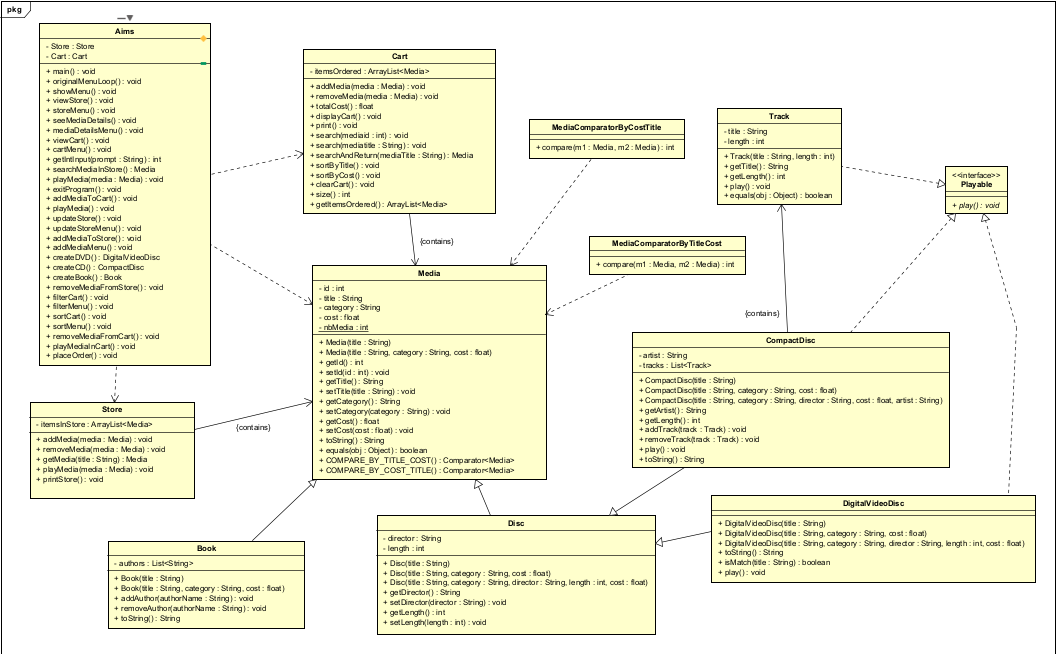 pkg
Aims
- Store : Store
- Cart : Cart
+ main() : void
+ originalMenuLoop() : void
+ showMenu() : void
+ viewStore() : void
+ storeMenu() : void
+ seeMediaDetails() : void
+ mediaDetailsMenu() : void
+ viewCart() : void
+ cartMenu() : void
+ getIntInput(prompt : String) : int
+ searchMediaInStore() : Media
+ playMedia(media : Media) : void
+ exitProgram() : void
+ addMediaToCart() : void
+ playMedia() : void
+ updateStore() : void
+ updateStoreMenu() : void
+ addMediaToStore() : void
+ addMediaMenu() : void
+ createDVD() : DigitalVideoDisc
+ createCD() : CompactDisc
+ createBook() : Book
+ removeMediaFromStore() : void
+ filterCart() : void
+ filterMenu() : void
+ sortCart() : void
+ sortMenu() : void
+ removeMediaFromCart() : void
+ playMediaInCart() : void
+ placeOrder() : void
Cart
- itemsOrdered : ArrayList<Media>
+ addMedia(media : Media) : void
+ removeMedia(media : Media) : void
+ totalCost() : float
+ displayCart() : void
+ print() : void
+ search(mediaid : int) : void
+ search(mediatitle : String) : void
+ searchAndReturn(mediaTitle : String) : Media
+ sortByTitle() : void
+ sortByCost() : void
+ clearCart() : void
+ size() : int
+ getItemsOrdered() : ArrayList<Media>
MediaComparatorByCostTitle
+ compare(m1 : Media, m2 : Media) : int
Track
- title : String
- length : int
+ Track(title : String, length : int)
+ getTitle() : String
+ getLength() : int
+ play() : void
+ equals(obj : Object) : boolean
<<interface>>
Playable
+ play() : void
(contains)
MediaComparatorByTitleCost
+ compare(m1 : Media, m2 : Media) : int
Media
- id : int
- title : String
- category : String
- cost : float
- nbMedia : int
+ Media(title : String)
+ Media(title : String, category : String, cost : float)
+ getId() : int
+ setId(id : int) : void
+ getTitle() : String
+ setTitle(title : String) : void
+ getCategory() : String
+ setCategory(category : String) : void
+ getCost() : float
+ setCost(cost : float) : void
+ toString() : String
+ equals(obj : Object) : boolean
+ COMPARE_BY_TITLE_COST() : Comparator<Media>
+ COMPARE_BY_COST_TITLE() : Comparator<Media>
(contains)
CompactDisc
- artist : String
- tracks : List<Track>
+ CompactDisc(title : String)
+ CompactDisc(title : String, category : String, cost : float)
+ CompactDisc(title : String, category : String, director : String, cost : float, artist : String)
+ getArtist() : String
+ getLength() : int
+ addTrack(track : Track) : void
+ removeTrack(track : Track) : void
+ play() : void
+ toString() : String
Store
- itemsInStore : ArrayList<Media>
+ addMedia(media : Media) : void
+ removeMedia(media : Media) : void
+ getMedia(title : String) : Media
+ playMedia(media : Media) : void
+ printStore() : void
(contains)
DigitalVideoDisc
+ DigitalVideoDisc(title : String)
+ DigitalVideoDisc(title : String, category : String, cost : float)
+ DigitalVideoDisc(title : String, category : String, director : String, length : int, cost : float)
+ toString() : String
+ isMatch(title : String) : boolean
+ play() : void
Disc
- director : String
- length : int
+ Disc(title : String)
+ Disc(title : String, category : String, cost : float)
+ Disc(title : String, category : String, director : String, length : int, cost : float)
+ getDirector() : String
+ setDirector(director : String) : void
+ getLength() : int
+ setLength(length : int) : void
Book
- authors : List<String>
+ Book(title : String)
+ Book(title : String, category : String, cost : float)
+ addAuthor(authorName : String) : void
+ removeAuthor(authorName : String) : void
+ toString() : String